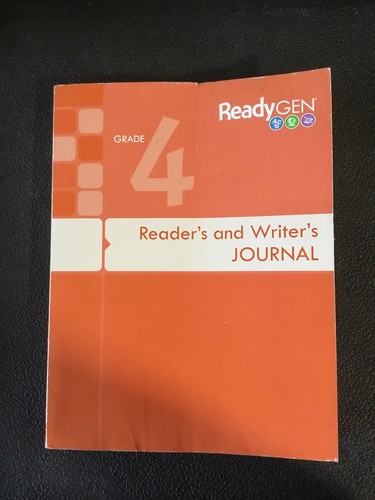 ReadyGEN
GRADE
4
Reader's and Writer's
JOURNAL